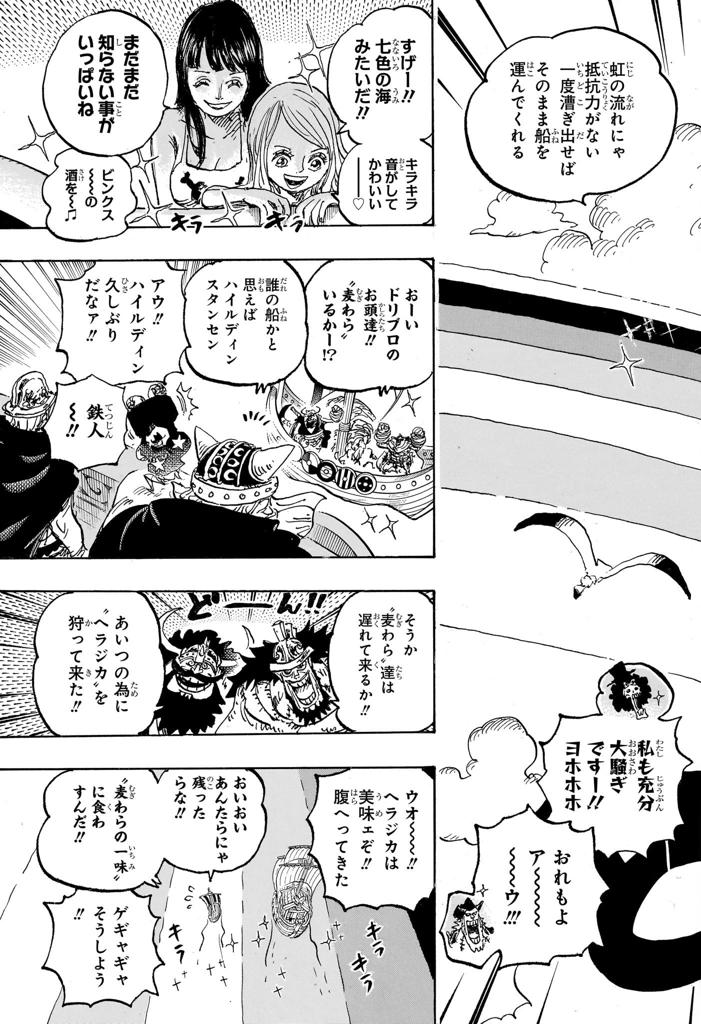 虹の流れにゃ
抵抗力がない
一度漕ぎ出せば
そのまま船を
運んでくれる
私も充分
大騒ぎ
ですー!!
ヨホホホ
おれもよ
ア〜〜〜
〜〜ゥ!!!
すげー!!
七色の海
みたいだ!!
キラキラ
音がして
かわいい
──♡
まだまだ
知らない事が
いっぱいね
ビンクス
〜〜〜の
酒を〜♫
キラ
キラ
おーい
ドリブロの
お頭達!!
“麦わら”
いるかー!?
誰の船かと
思えば
ハイルディン
スタンセン
アウ!!
ハイルディン
久しぶり
だなァ!!
鉄人
〜!!
どーん!!
そうか
“麦わら”達は
遅れて来るか!!
あいつの為に
“ヘラジカ”を
狩って来た!!
ウオ〜〜!!
ヘラジカは
美味ェぞ!!
腹へってきた
おいおい
あんたらにゃ
残った
らな!!
“麦わらの一味”
に食わ
すんだ!!
ゲギャギャ
そうしよう
キラ
キラ
キラ
キラ